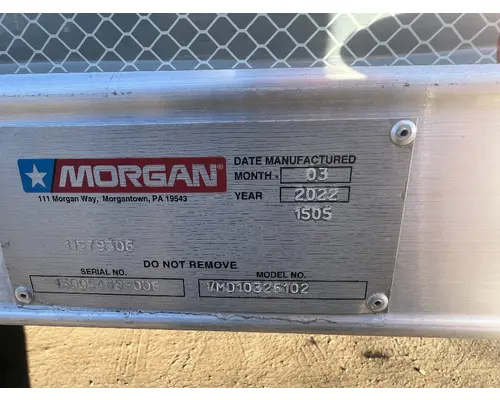 MORGAN®
111 Morgan Way, Morgantown, PA 19543
DATE MANUFACTURED
MONTH 03
YEAR 2022
1505
DO NOT REMOVE
SERIAL NO.
MODEL NO.
VMD10326102